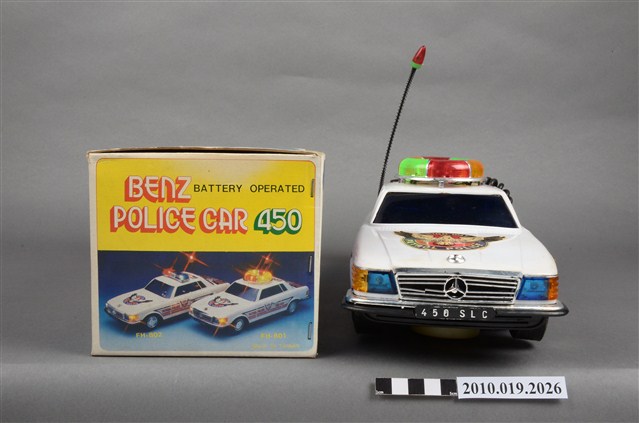 BENZ BATTERY OPERATED
POLICE CAR 450
450 SLC
2010.019.2026